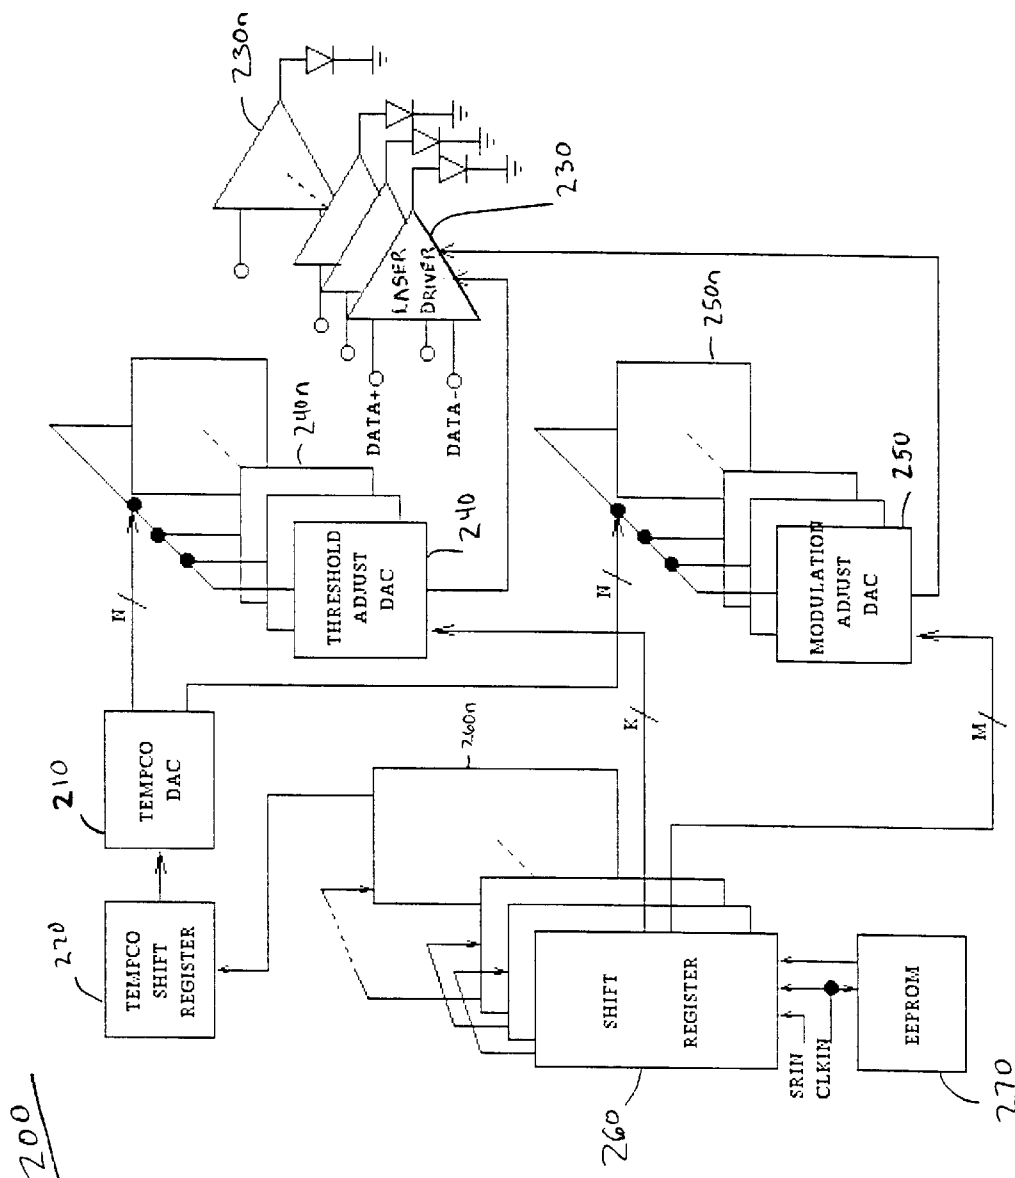 200
220
TEMPCO
SHIFT
REGISTER
210
TEMPCO
DAC
N
N
THRESHOLD
ADJUST
DAC
240
240n
DATA+
DATA-
LASER
DRIVER
230
230n
260
SHIFT
REGISTER
260n
K
M
MODULATION
ADJUST
DAC
250
250n
SRIN
CLKIN
EEPROM
270